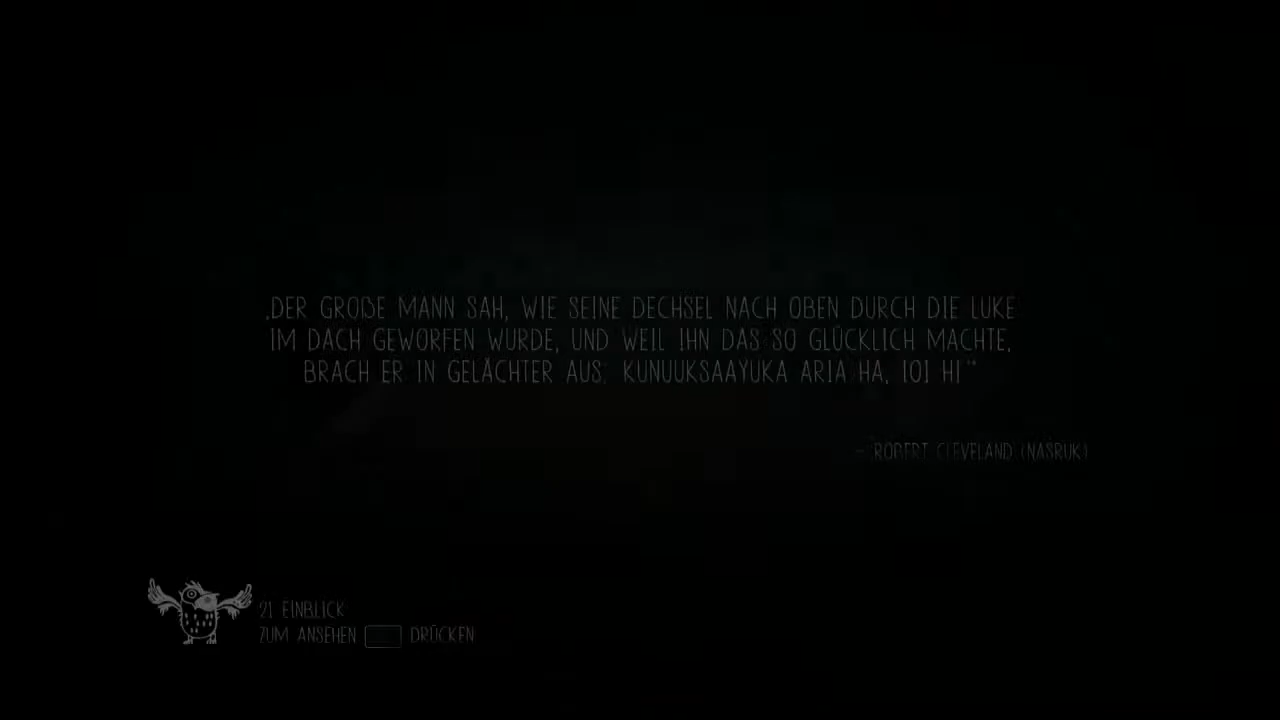 „DER GROẞE MANN SAH, WIE SEINE DECHSEL NACH OBEN DURCH DIE LUKE
IM DACH GEWORFEN WURDE, UND WEIL IHN DAS SO GLÜCKLICH MACHTE,
BRACH ER IN GELÄCHTER AUS: KUNUUKSAAYUKA ARIA HA, IOI HI“
– ROBERT CLEVELAND (NASRUK)
21 EINBLICK
ZUM ANSEHEN DRÜCKEN